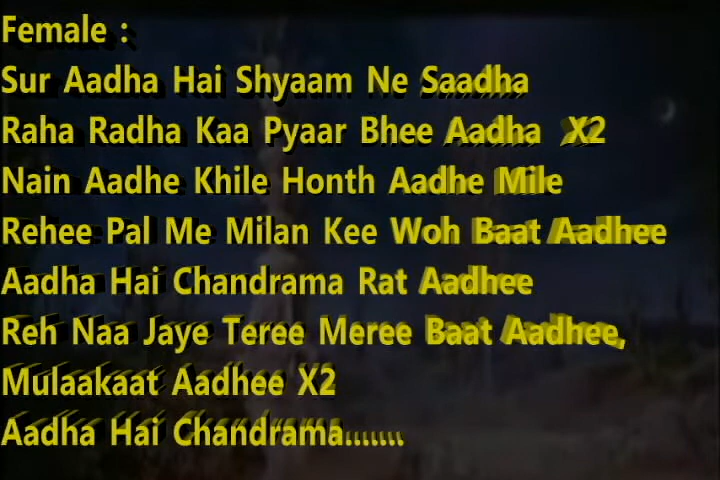 Female :
Sur Aadha Hai Shyaam Ne Saadha
Raha Radha Kaa Pyaar Bhee Aadha X2
Nain Aadhe Khile Honth Aadhe Mile
Rehee Pal Me Milan Kee Woh Baat Aadhee
Aadha Hai Chandrama Rat Aadhee
Reh Naa Jaye Teree Meree Baat Aadhee,
Mulaakaat Aadhee X2
Aadha Hai Chandrama.......